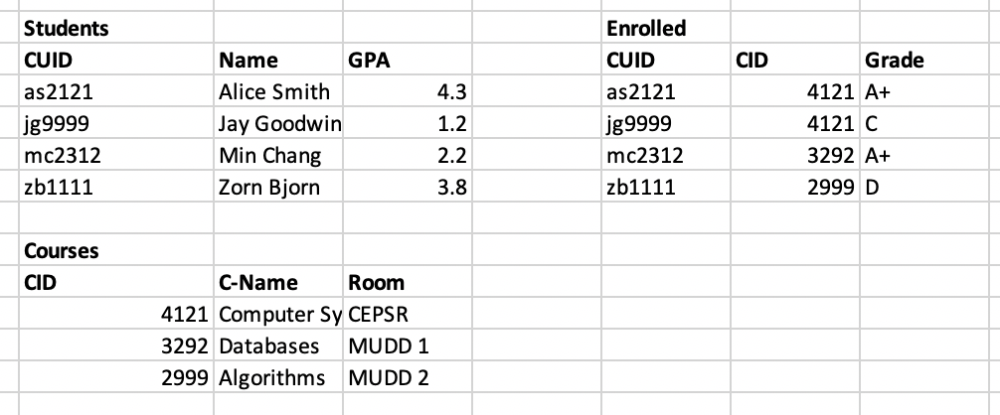 Students Enrolled
CUID Name GPA CUID CID Grade
as2121 Alice Smith 4.3 as2121 4121 A+
jg9999 Jay Goodwin 1.2 jg9999 4121 C
mc2312 Min Chang 2.2 mc2312 3292 A+
zb1111 Zorn Bjorn 3.8 zb1111 2999 D
Courses
CID C-Name Room
4121 Computer Sy CEPSR
3292 Databases MUDD 1
2999 Algorithms MUDD 2